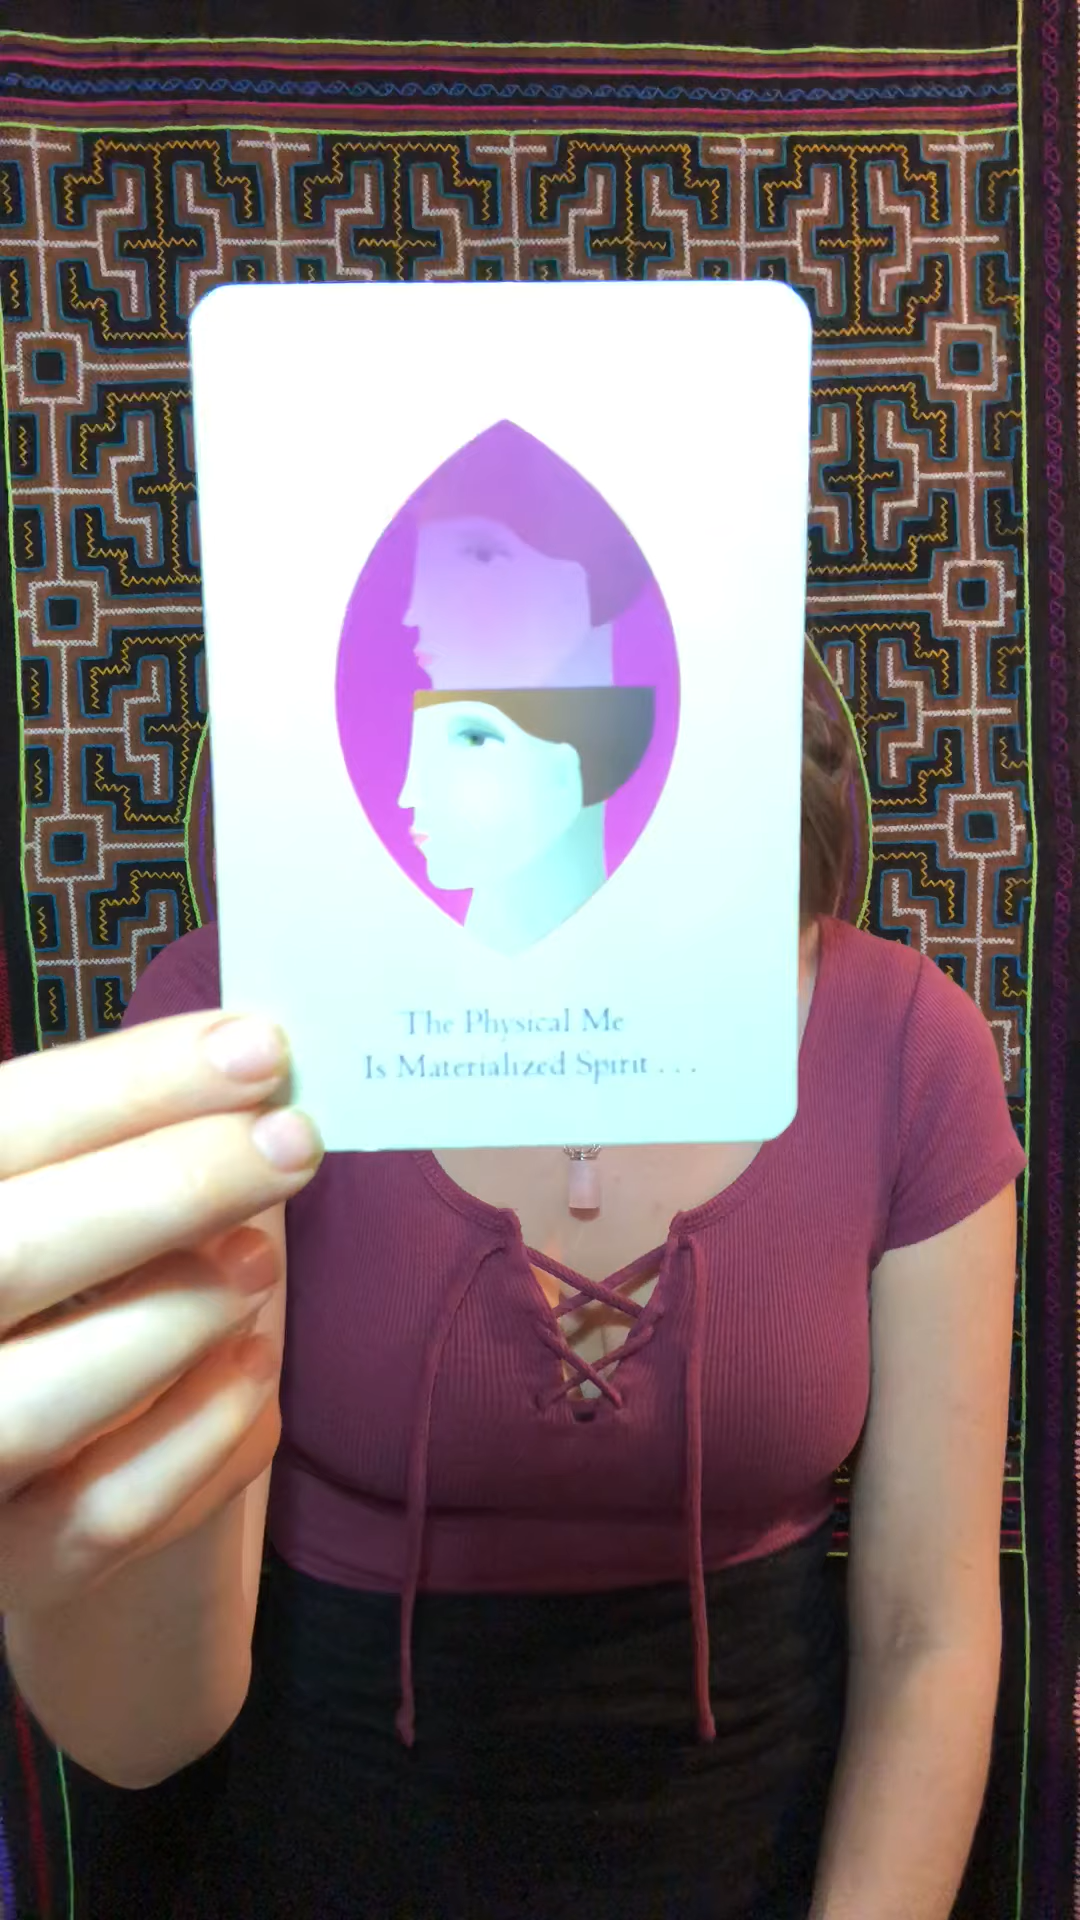 The Physical Me
Is Materialized Spirit . . .